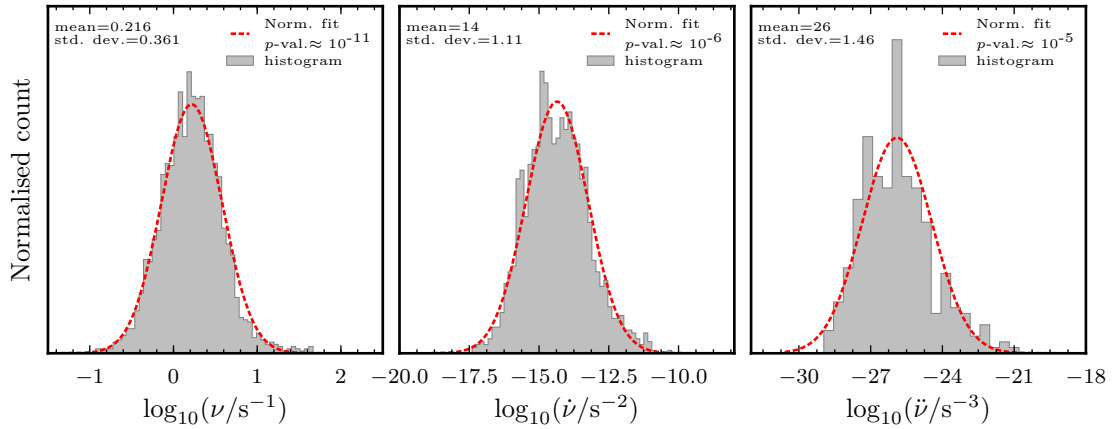 Normalised count
mean=0.216
std. dev.=0.361
Norm. fit
p-val.≈ 10^-11
histogram
−1 0 1 2
log10(ν/s−1)
mean=14
std. dev.=1.11
Norm. fit
p-val.≈ 10^-6
histogram
−20.0 −17.5 −15.0 −12.5 −10.0
log10(ν̇/s−2)
mean=26
std. dev.=1.46
Norm. fit
p-val.≈ 10^-5
histogram
−30 −27 −24 −21 −18
log10(ν̈/s−3)